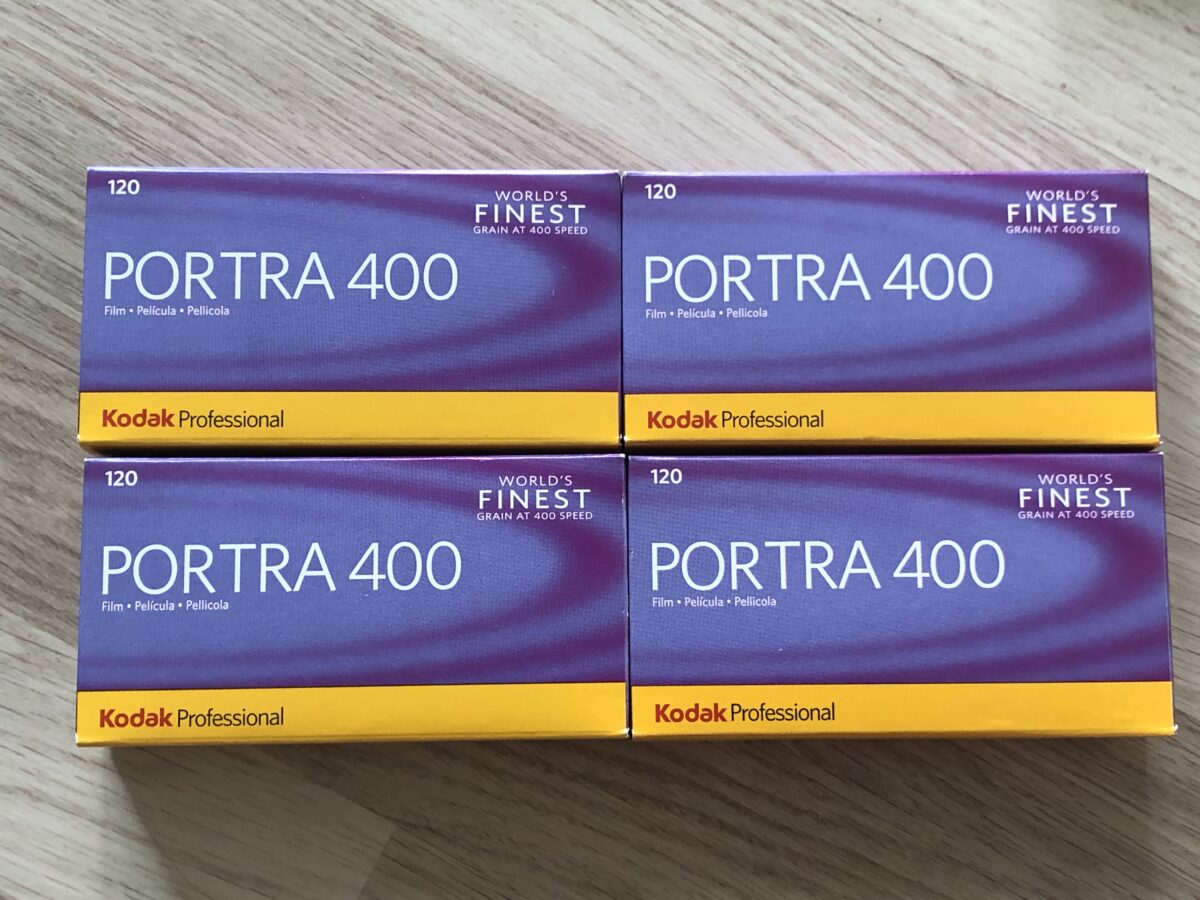 120
WORLD'S
FINEST
GRAIN AT 400 SPEED
PORTRA 400
Film • Película • Pellicola
Kodak Professional
120
WORLD'S
FINEST
GRAIN AT 400 SPEED
PORTRA 400
Film • Película • Pellicola
Kodak Professional
120
WORLD'S
FINEST
GRAIN AT 400 SPEED
PORTRA 400
Film • Película • Pellicola
Kodak Professional
120
WORLD'S
FINEST
GRAIN AT 400 SPEED
PORTRA 400
Film • Película • Pellicola
Kodak Professional